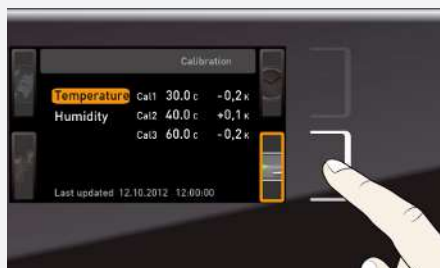 Calibration
Temperature Cal1 30.0 c -0,2 K
Humidity Cal2 40.0 c +0,1 K
Cal3 60.0 c -0,2 K
Last updated 12.10.2012 12:00:00